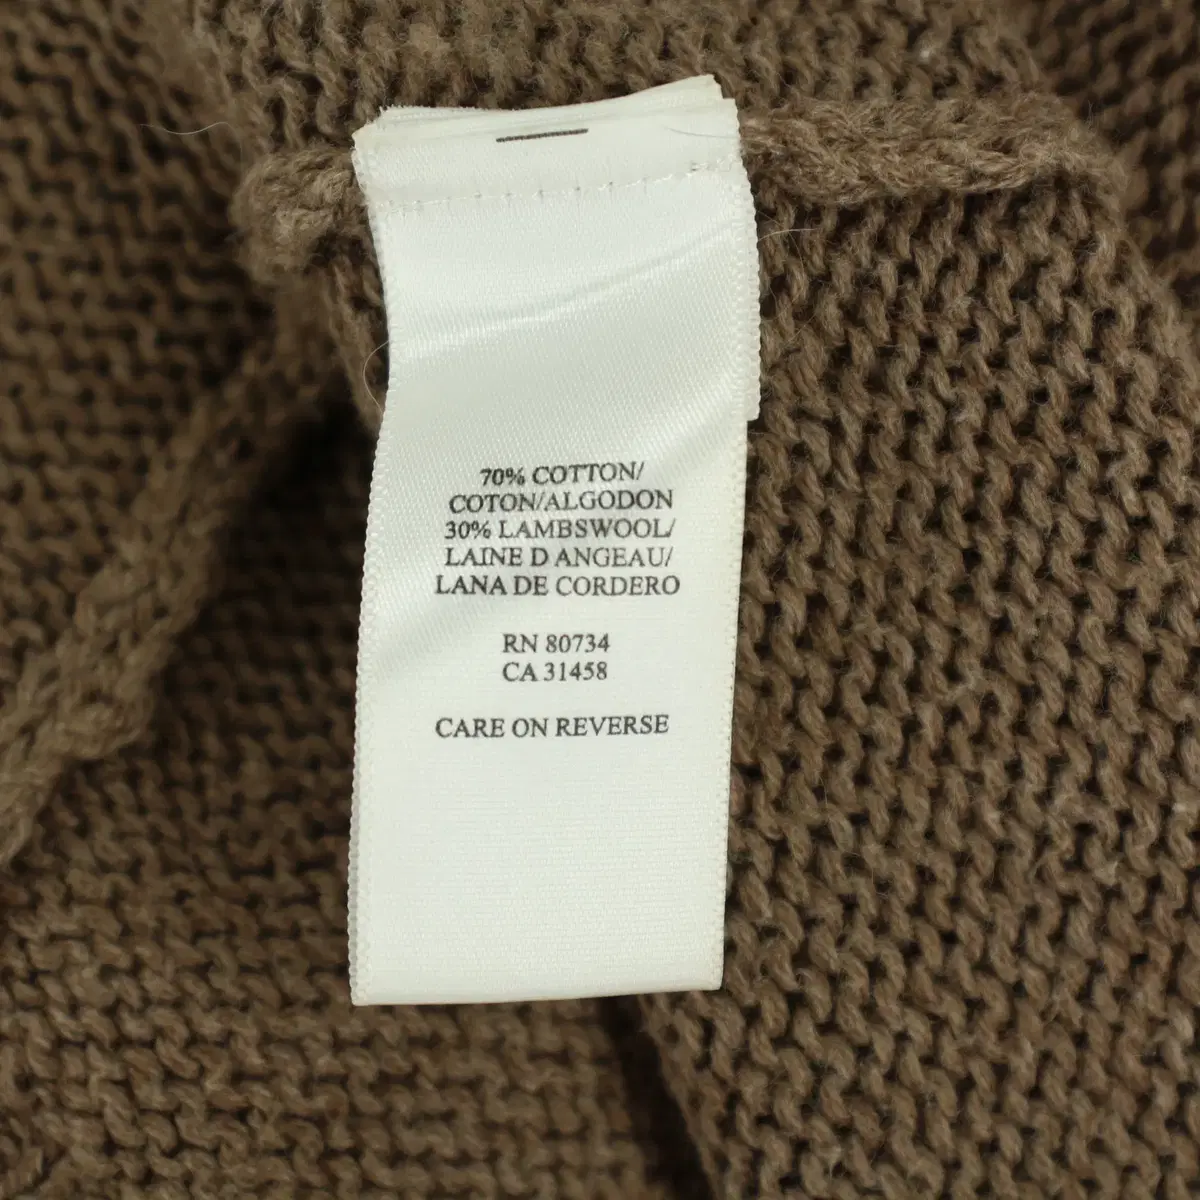 70% COTTON/
COTON/ALGODON
30% LAMBSWOOL/
LAINE D ANGEAU/
LANA DE CORDERO
RN 80734
CA 31458
CARE ON REVERSE